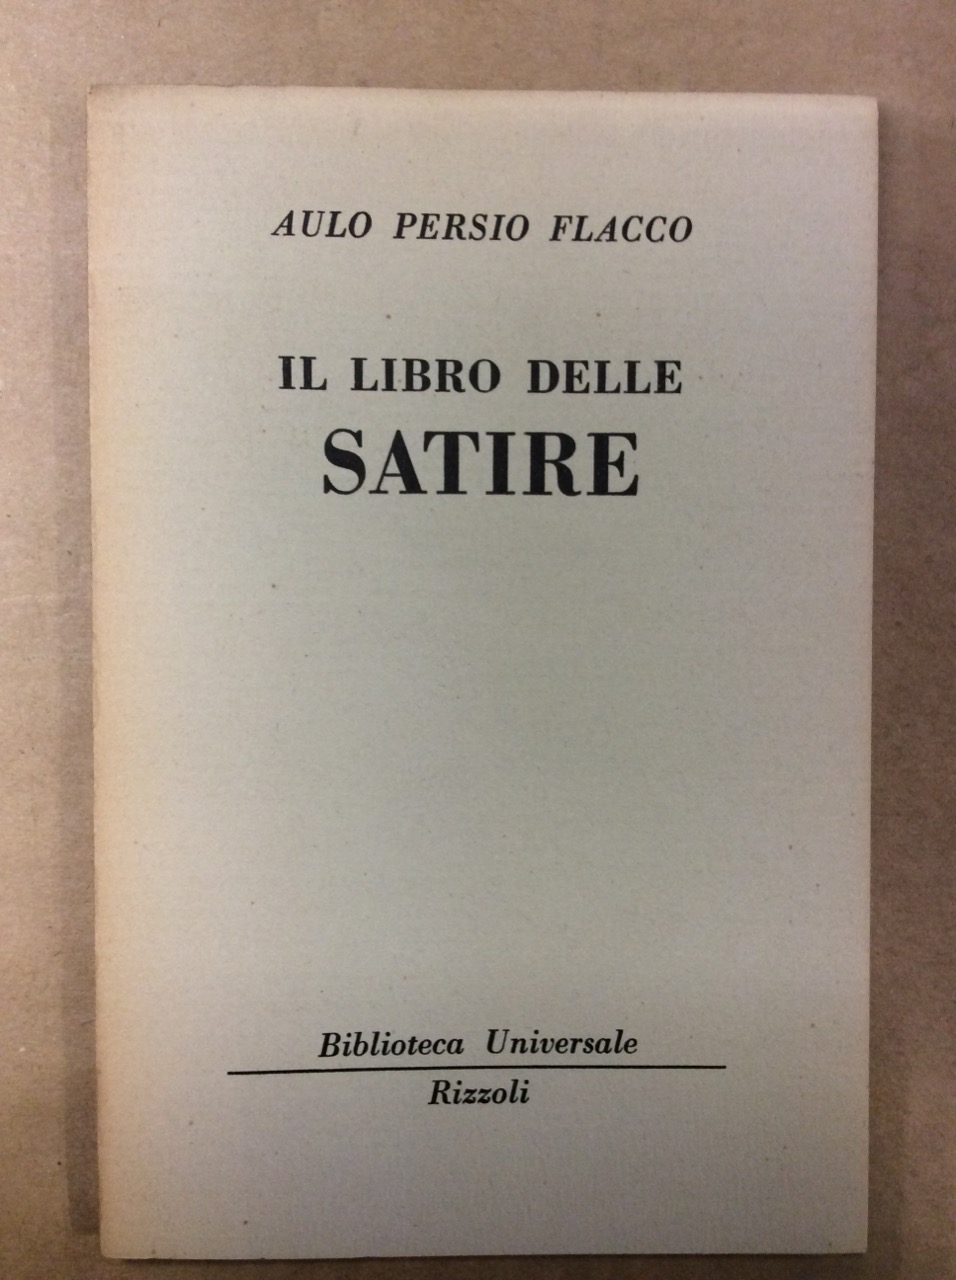 AULO PERSIO FLACCO
IL LIBRO DELLE
SATIRE
Biblioteca Universale
Rizzoli